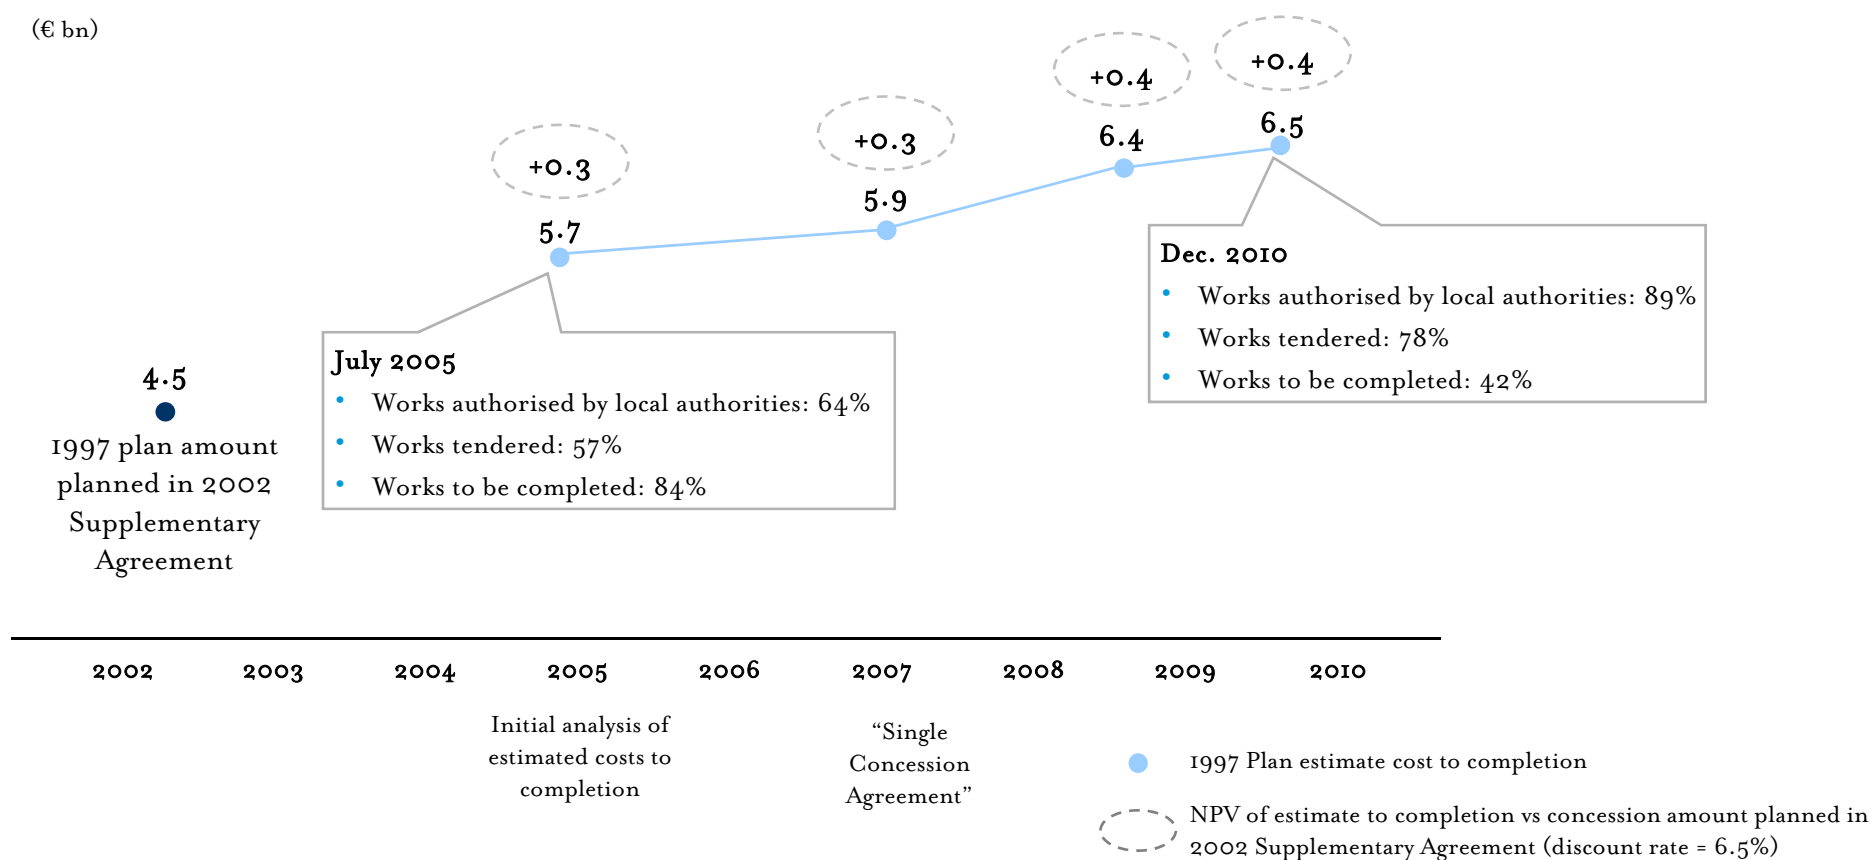 (€ bn)
+0.3
+0.3
+0.4
+0.4
5.7
5.9
6.4
6.5
4.5
1997 plan amount
planned in 2002
Supplementary
Agreement
July 2005
• Works authorised by local authorities: 64%
• Works tendered: 57%
• Works to be completed: 84%
Dec. 2010
• Works authorised by local authorities: 89%
• Works tendered: 78%
• Works to be completed: 42%
2002 2003 2004 2005 2006 2007 2008 2009 2010
Initial analysis of
estimated costs to
completion
“Single
Concession
Agreement”
1997 Plan estimate cost to completion
NPV of estimate to completion vs concession amount planned in
2002 Supplementary Agreement (discount rate = 6.5%)